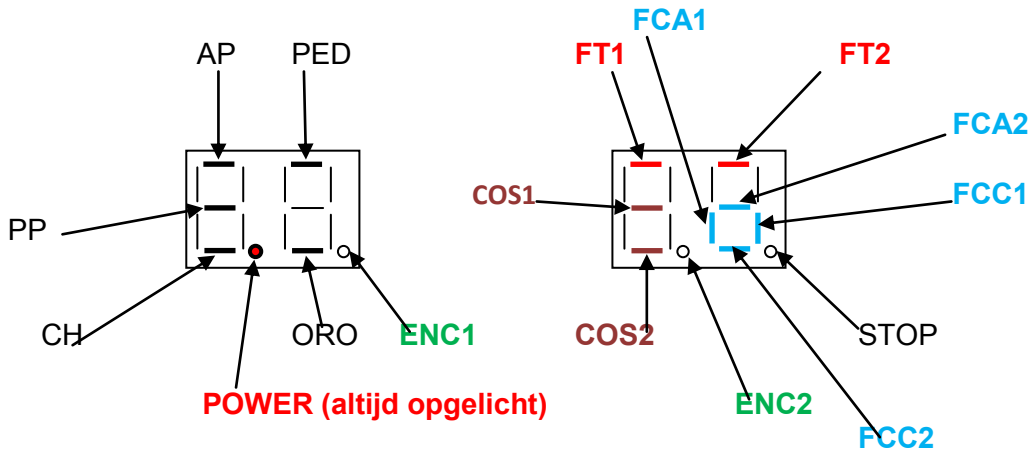 FCA1
AP PED FT1 FT2
FCA2
COS1 FCC1
PP
CH ORO ENC1 COS2 STOP
POWER (altijd opgelicht) ENC2
FCC2